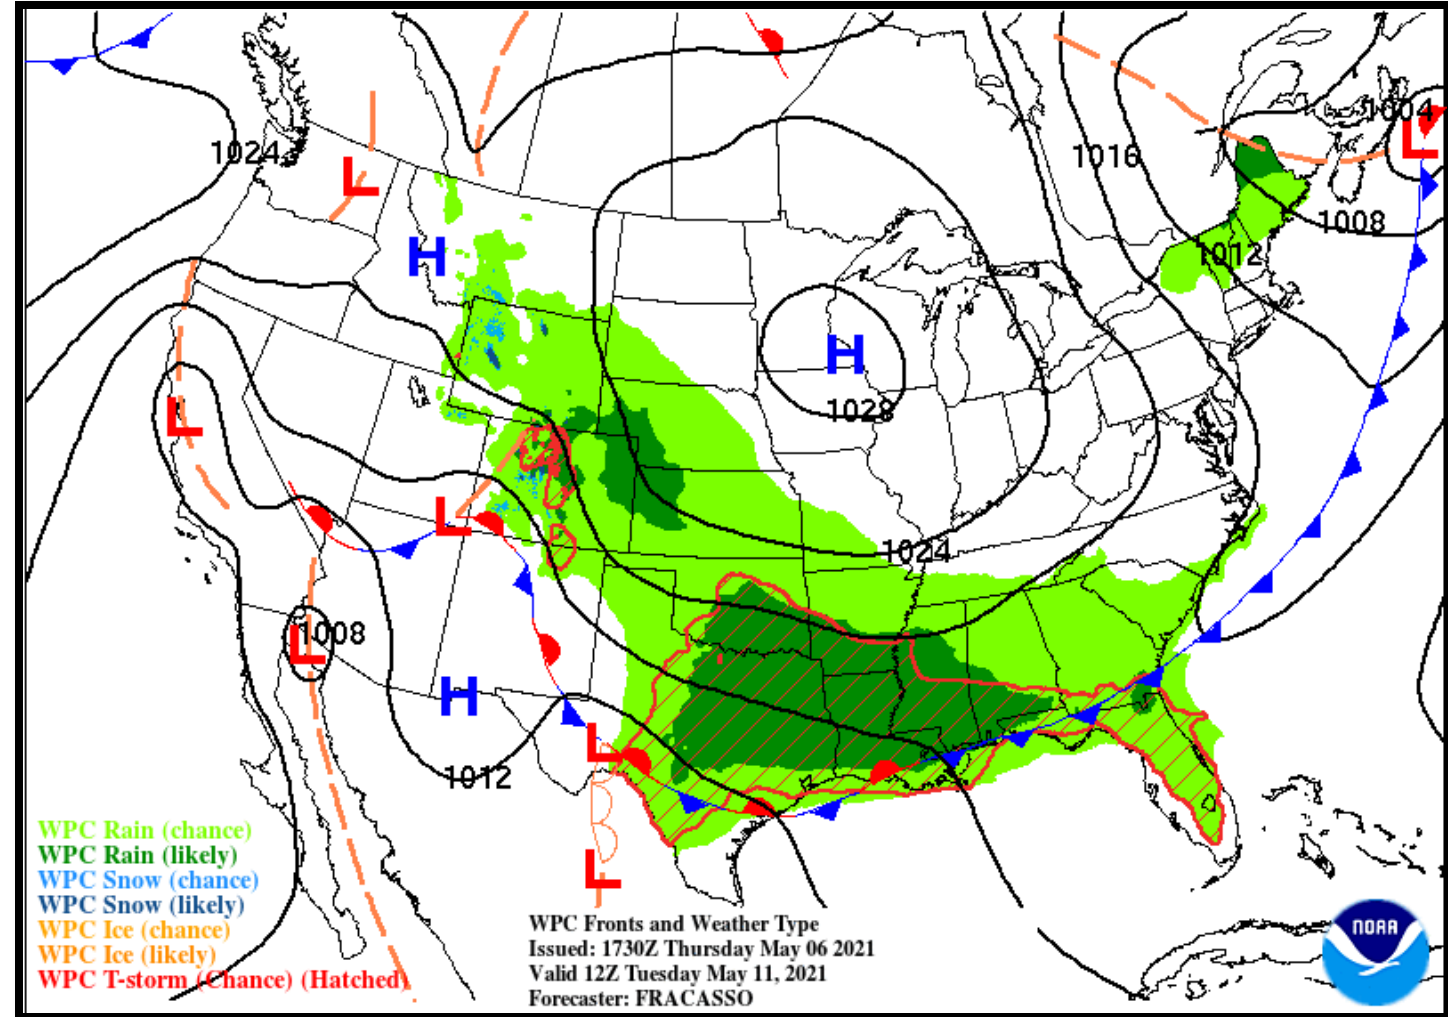 1004
1024
1016
1008
1012
H
L
L
H
1028
L
L
1024
1008
L
H
L
1012
L
WPC Rain (chance)
WPC Rain (likely)
WPC Snow (chance)
WPC Snow (likely)
WPC Ice (chance)
WPC Ice (likely)
WPC T-storm (Chance) (Hatched)
WPC Fronts and Weather Type
Issued: 1730Z Thursday May 06 2021
Valid 12Z Tuesday May 11, 2021
Forecaster: FRACASSO
NOAA